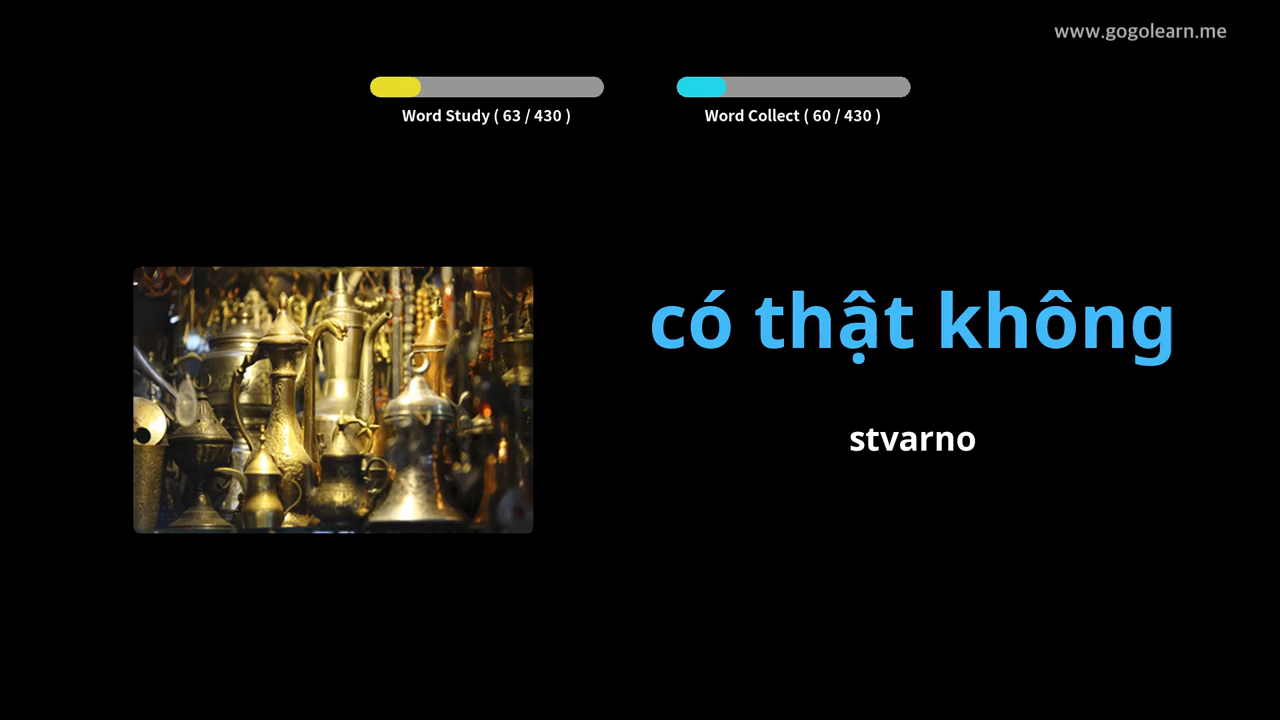 www.gogolearn.me
Word Study ( 63 / 430 )
Word Collect ( 60 / 430 )
có thật không
stvarno